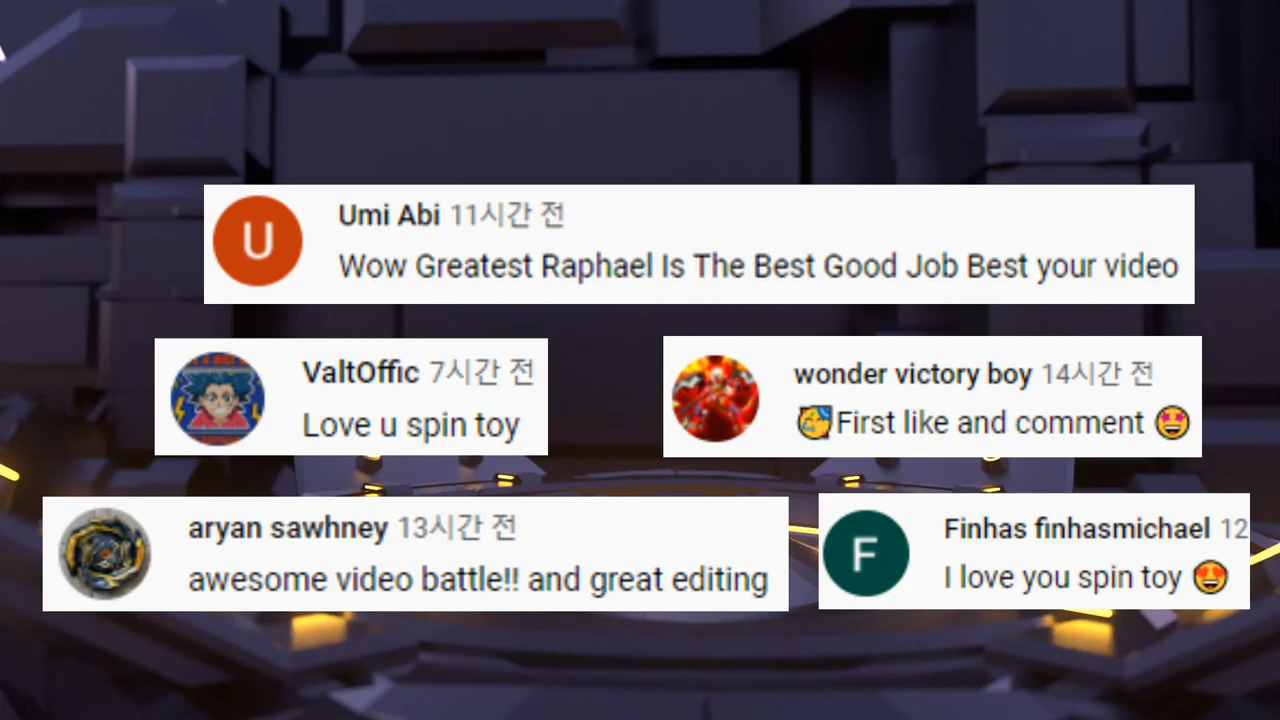 U
Umi Abi 11시간 전
Wow Greatest Raphael Is The Best Good Job Best your video
ValtOffic 7시간 전
Love u spin toy
wonder victory boy 14시간 전
🥳First like and comment 🤩
aryan sawhney 13시간 전
awesome video battle!! and great editing
F
Finhas finhasmichael 12
I love you spin toy 😍